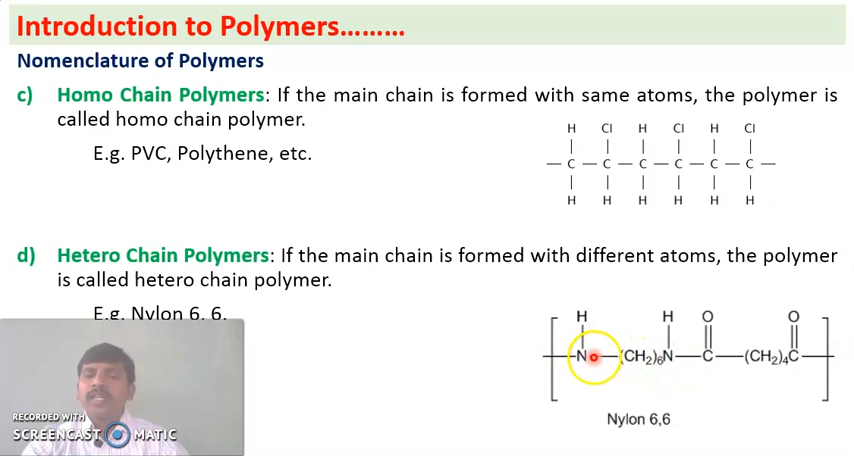 Introduction to Polymers.........
Nomenclature of Polymers
c) Homo Chain Polymers: If the main chain is formed with same atoms, the polymer is
called homo chain polymer.
E.g. PVC, Polythene, etc.
H Cl H Cl H Cl
— C — C — C — C — C — C —
H H H H H H
d) Hetero Chain Polymers: If the main chain is formed with different atoms, the polymer
is called hetero chain polymer.
E.g. Nylon 6, 6.
H H O O
—N—(CH₂)₆N—C—(CH₂)₄C—
Nylon 6,6
RECORDED WITH
SCREENCAST MATIC